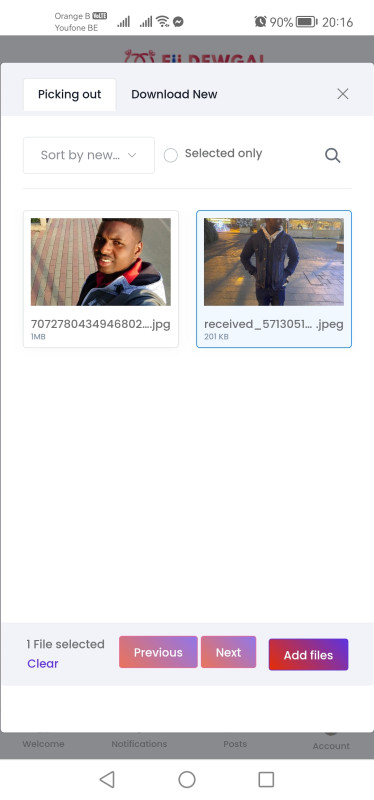 Orange B VoLTE
Youfone BE
90% 20:16
Picking out
Download New
Sort by new...
Selected only
7072780434946802....jpg
1MB
received_5713051... .jpeg
201 KB
1 File selected
Clear
Previous
Next
Add files
Welcome
Notifications
Posts
Account